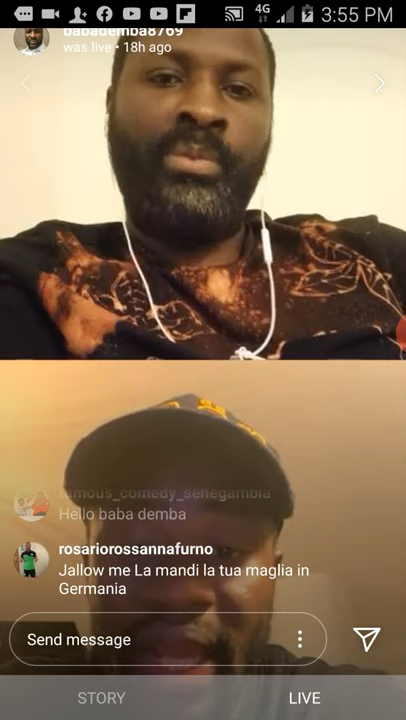 4G
3:55 PM
babademba8769
was live • 18h ago
famous_comedy_senegambia
Hello baba demba
rosariorossannafurno
Jallow me La mandi la tua maglia in
Germania
Send message
STORY
LIVE